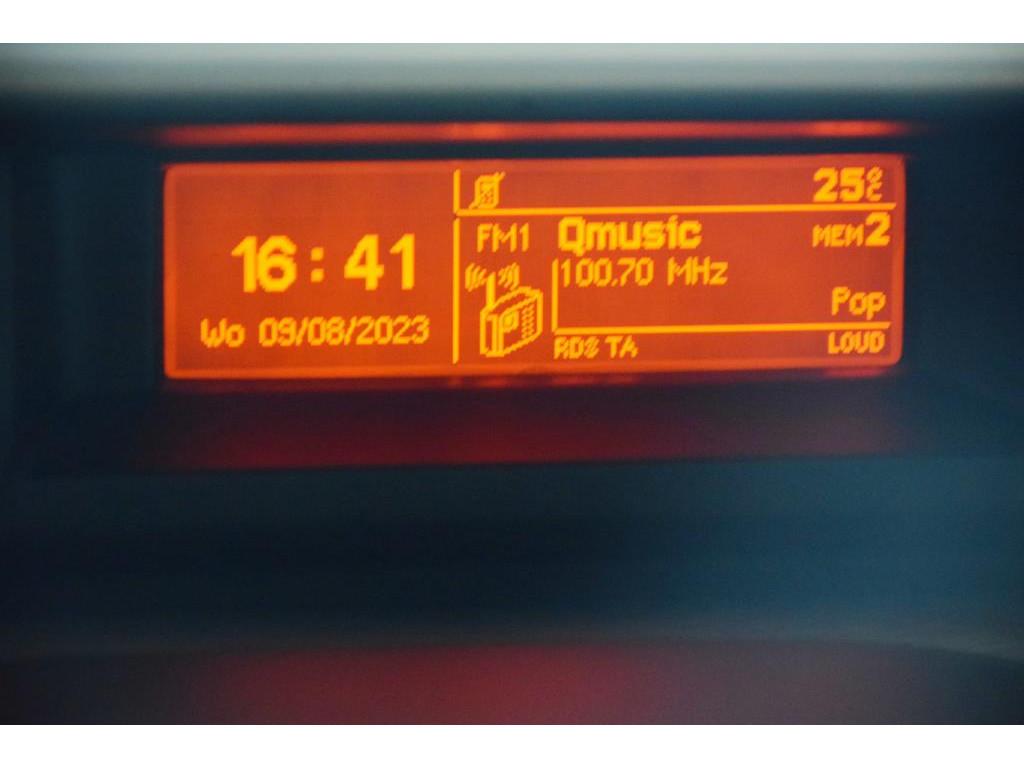 16:41
Wo 09/08/2023
25°C
FM1 Qmusic MEM2
100.70 MHz
Pop
RDS TA LOUD